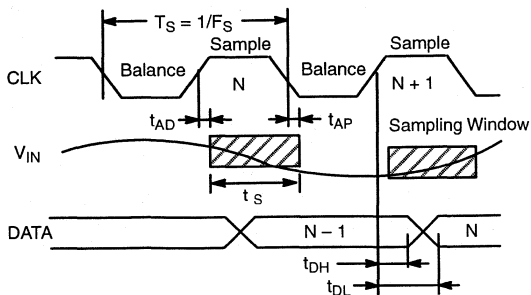 T_S = 1/F_S
Sample
Sample
CLK
Balance
N
Balance
N + 1
t_AD
t_AP
Sampling Window
V_IN
t_S
DATA
N – 1
N
t_DH
t_DL